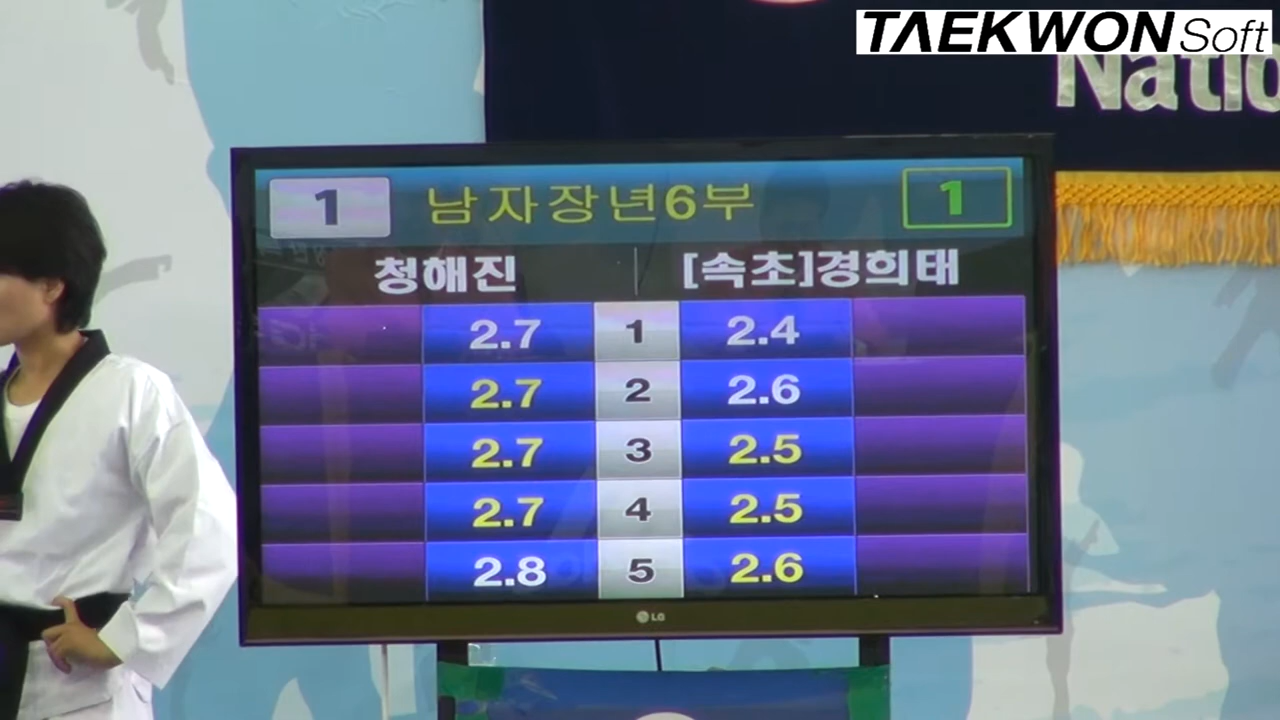 TAEKWONSoft
Natio
1 남자장년6부 1
청해진 [속초]경희태
2.7 1 2.4
2.7 2 2.6
2.7 3 2.5
2.7 4 2.5
2.8 5 2.6
LG